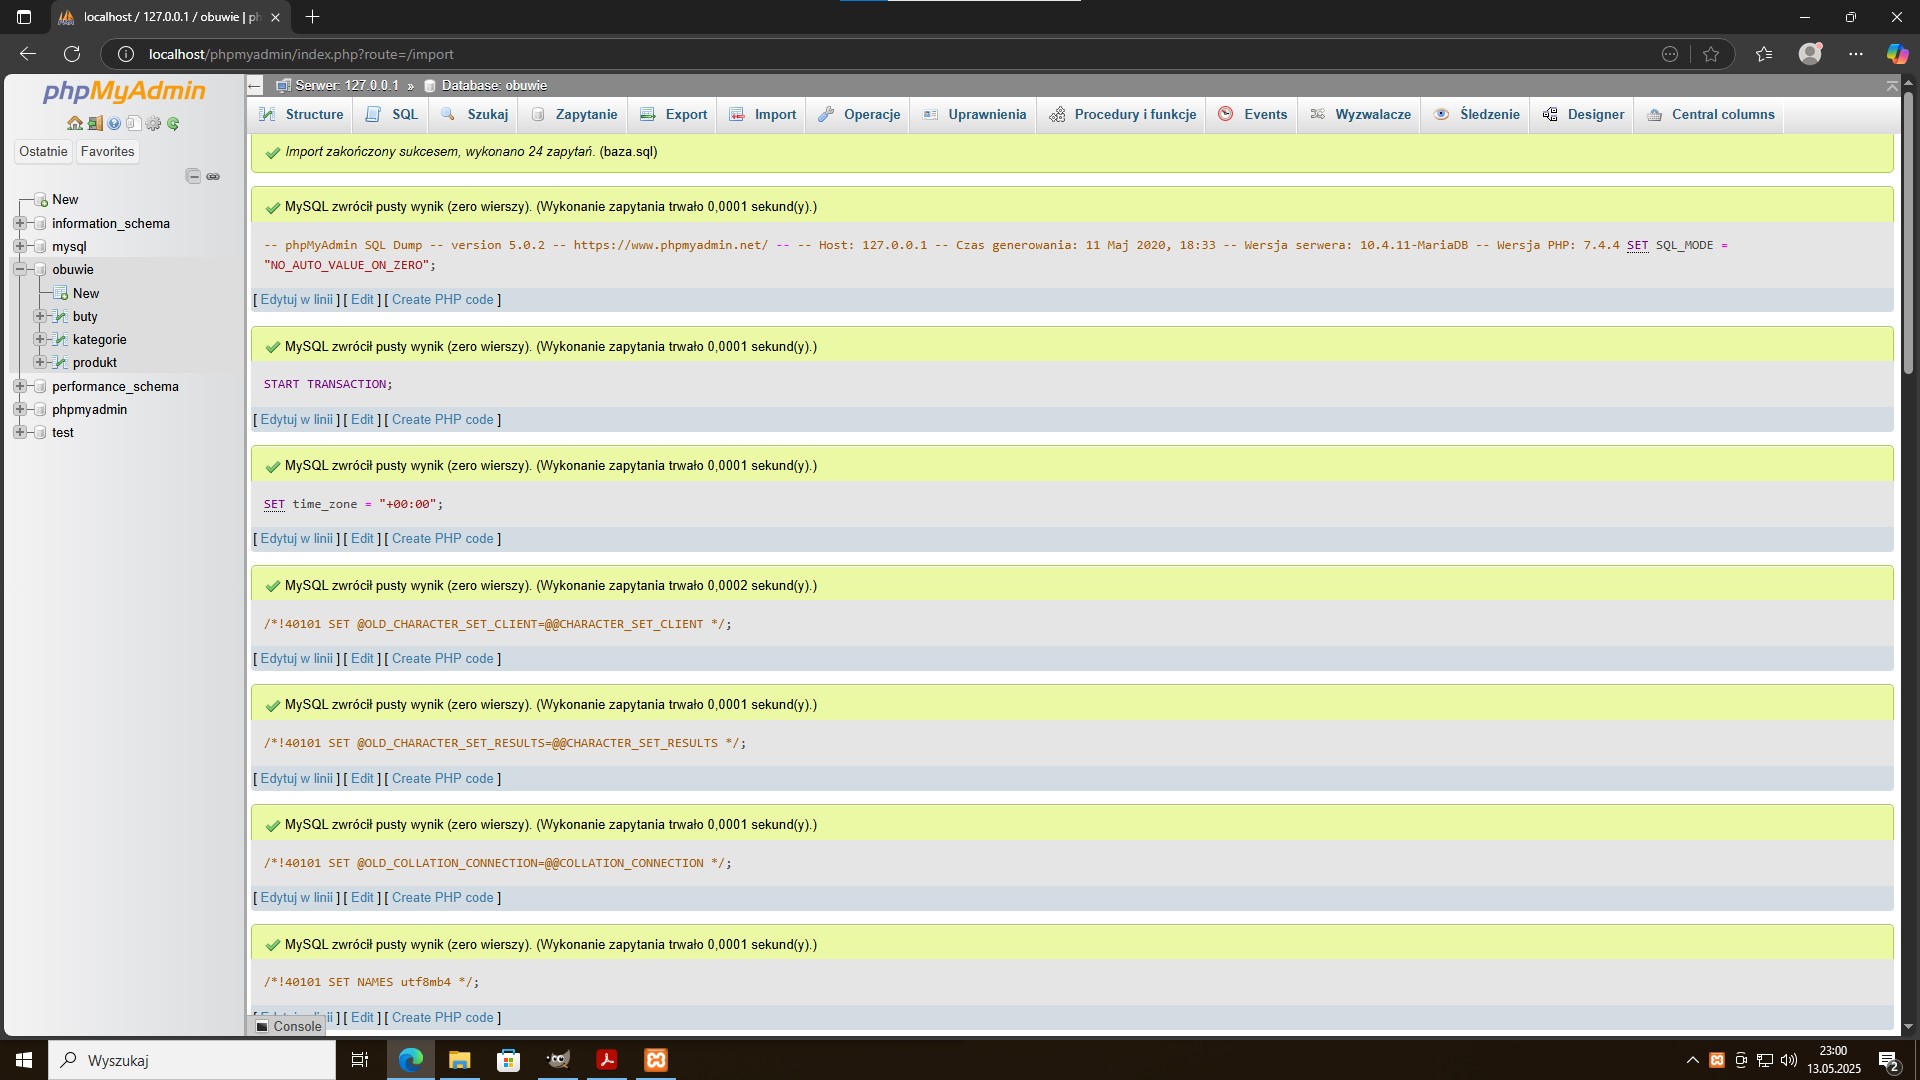 localhost / 127.0.0.1 / obuwie | ph
localhost/phpmyadmin/index.php?route=/import
phpMyAdmin
Ostatnie
Favorites
New
information_schema
mysql
obuwie
New
buty
kategorie
produkt
performance_schema
phpmyadmin
test
Serwer: 127.0.0.1 » Database: obuwie
Structure
SQL
Szukaj
Zapytanie
Export
Import
Operacje
Uprawnienia
Procedury i funkcje
Events
Wyzwalacze
Śledzenie
Designer
Central columns
Import zakończony sukcesem, wykonano 24 zapytań. (baza.sql)
MySQL zwrócił pusty wynik (zero wierszy). (Wykonanie zapytania trwało 0,0001 sekund(y).)
-- phpMyAdmin SQL Dump -- version 5.0.2 -- https://www.phpmyadmin.net/ -- -- Host: 127.0.0.1 -- Czas generowania: 11 Maj 2020, 18:33 -- Wersja serwera: 10.4.11-MariaDB -- Wersja PHP: 7.4.4 SET SQL_MODE =
"NO_AUTO_VALUE_ON_ZERO";
[ Edytuj w linii ] [ Edit ] [ Create PHP code ]
MySQL zwrócił pusty wynik (zero wierszy). (Wykonanie zapytania trwało 0,0001 sekund(y).)
START TRANSACTION;
[ Edytuj w linii ] [ Edit ] [ Create PHP code ]
MySQL zwrócił pusty wynik (zero wierszy). (Wykonanie zapytania trwało 0,0001 sekund(y).)
SET time_zone = "+00:00";
[ Edytuj w linii ] [ Edit ] [ Create PHP code ]
MySQL zwrócił pusty wynik (zero wierszy). (Wykonanie zapytania trwało 0,0002 sekund(y).)
/*!40101 SET @OLD_CHARACTER_SET_CLIENT=@@CHARACTER_SET_CLIENT */;
[ Edytuj w linii ] [ Edit ] [ Create PHP code ]
MySQL zwrócił pusty wynik (zero wierszy). (Wykonanie zapytania trwało 0,0001 sekund(y).)
/*!40101 SET @OLD_CHARACTER_SET_RESULTS=@@CHARACTER_SET_RESULTS */;
[ Edytuj w linii ] [ Edit ] [ Create PHP code ]
MySQL zwrócił pusty wynik (zero wierszy). (Wykonanie zapytania trwało 0,0001 sekund(y).)
/*!40101 SET @OLD_COLLATION_CONNECTION=@@COLLATION_CONNECTION */;
[ Edytuj w linii ] [ Edit ] [ Create PHP code ]
MySQL zwrócił pusty wynik (zero wierszy). (Wykonanie zapytania trwało 0,0001 sekund(y).)
/*!40101 SET NAMES utf8mb4 */;
] [ Edit ] [ Create PHP code ]
Console
Wyszukaj
23:00
13.05.2025
2